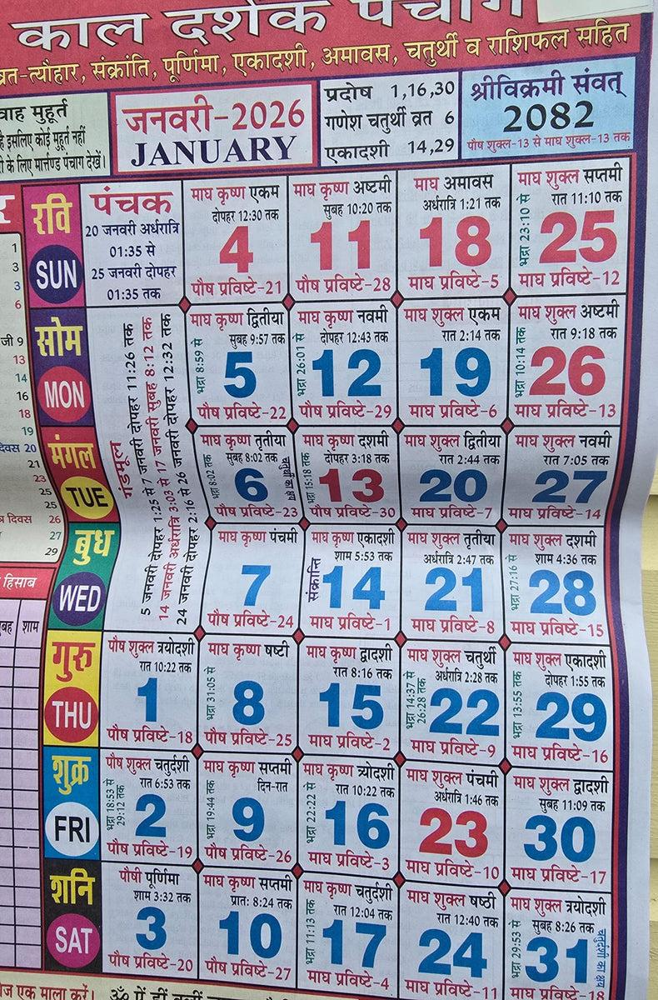 काल दर्शक पंचांग
व्रत-त्यौहार, संक्रांति, पूर्णिमा, एकादशी, अमावस, चतुर्थी व राशिफल सहित
वाह मुहूर्त
है इसलिए कोई मुहूर्त नहीं
ी के लिए मार्त्तण्ड पंचाग देखें।
जनवरी-2026
JANUARY
प्रदोष 1,16,30
गणेश चतुर्थी व्रत 6
एकादशी 14,29
श्रीविक्रमी संवत्
2082
पौष शुक्ल-13 से माघ शुक्ल-13 तक
र
1
3
3
6
जी 9
13
14
16
18
19
दिवस 20
21
23
25
25
त्र दिवस 26
27
29
हिसाब
बह शाम
रवि
SUN
पंचक
20 जनवरी अर्धरात्रि
01:35 से
25 जनवरी दोपहर
01:35 तक
माघ कृष्ण एकम
दोपहर 12:30 तक
4
पौष प्रविष्टे-21
माघ कृष्ण अष्टमी
सुबह 10:20 तक
11
पौष प्रविष्टे-28
माघ अमावस
अर्धरात्रि 1:21 तक
18
माघ प्रविष्टे-5
माघ शुक्ल सप्तमी
रात 11:10 तक
भद्रा 23:10 से
25
माघ प्रविष्टे-12
सोम
MON
गंडमूल
5 जनवरी दोपहर 1:25 से 7 जनवरी दोपहर 11:26 तक
14 जनवरी अर्धरात्रि 3:03 से 17 जनवरी सुबह 8:12 तक
24 जनवरी दोपहर 2:16 से 26 जनवरी दोपहर 12:32 तक
माघ कृष्ण द्वितीया
सुबह 9:57 तक
भद्रा 8:59 से
5
पौष प्रविष्टे-22
माघ कृष्ण नवमी
दोपहर 12:43 तक
भद्रा 26:01 से
12
पौष प्रविष्टे-29
माघ शुक्ल एकम
रात 2:14 तक
19
माघ प्रविष्टे-6
माघ शुक्ल अष्टमी
रात 9:18 तक
भद्रा 10:14 तक
26
माघ प्रविष्टे-13
मंगल
TUE
माघ कृष्ण तृतीया
सुबह 8:02 तक
भद्रा 8:02 तक
6
चतुर्थी का क्षय
पौष प्रविष्टे-23
माघ कृष्ण दशमी
दोपहर 3:18 तक
भद्रा 15:18 तक
13
पौष प्रविष्टे-30
माघ शुक्ल द्वितीया
रात 2:44 तक
20
माघ प्रविष्टे-7
माघ शुक्ल नवमी
रात 7:05 तक
27
माघ प्रविष्टे-14
बुध
WED
माघ कृष्ण पंचमी
7
पौष प्रविष्टे-24
माघ कृष्ण एकादशी
शाम 5:53 तक
संक्रान्ति
14
माघ प्रविष्टे-1
माघ शुक्ल तृतीया
अर्धरात्रि 2:47 तक
21
माघ प्रविष्टे-8
माघ शुक्ल दशमी
शाम 4:36 तक
भद्रा 27:16 से
28
माघ प्रविष्टे-15
गुरु
THU
पौष शुक्ल त्रयोदशी
रात 10:22 तक
1
पौष प्रविष्टे-18
माघ कृष्ण षष्टी
भद्रा 31:05 से
8
पौष प्रविष्टे-25
माघ कृष्ण द्वादशी
रात 8:16 तक
15
माघ प्रविष्टे-2
माघ शुक्ल चतुर्थी
अर्धरात्रि 2:28 तक
भद्रा 14:37 से
26:28 तक
22
माघ प्रविष्टे-9
माघ शुक्ल एकादशी
दोपहर 1:55 तक
भद्रा 13:55 तक
29
माघ प्रविष्टे-16
शुक्र
FRI
पौष शुक्ल चतुर्दशी
रात 6:53 तक
भद्रा 18:53 से
29:12 तक
2
पौष प्रविष्टे-19
माघ कृष्ण सप्तमी
दिन-रात
भद्रा 19:44 तक
9
पौष प्रविष्टे-26
माघ कृष्ण त्र्योदशी
रात 10:22 तक
भद्रा 22:22 से
16
माघ प्रविष्टे-3
माघ शुक्ल पंचमी
अर्धरात्रि 1:46 तक
23
माघ प्रविष्टे-10
माघ शुक्ल द्वादशी
सुबह 11:09 तक
30
माघ प्रविष्टे-17
शनि
SAT
पौषी पूर्णिमा
शाम 3:32 तक
3
पौष प्रविष्टे-20
माघ कृष्ण सप्तमी
प्रात: 8:24 तक
10
पौष प्रविष्टे-27
माघ कृष्ण चतुर्दशी
रात 12:04 तक
भद्रा 11:13 तक
17
माघ प्रविष्टे-4
माघ शुक्ल षष्ठी
रात 12:40 तक
24
माघ प्रविष्टे-11
माघ शुक्ल त्रयोदशी
सुबह 8:26 तक
भद्रा 29:53 से
31
चतुर्दशी का क्षय
माघ प्रविष्टे-18
ज एक माला करें।